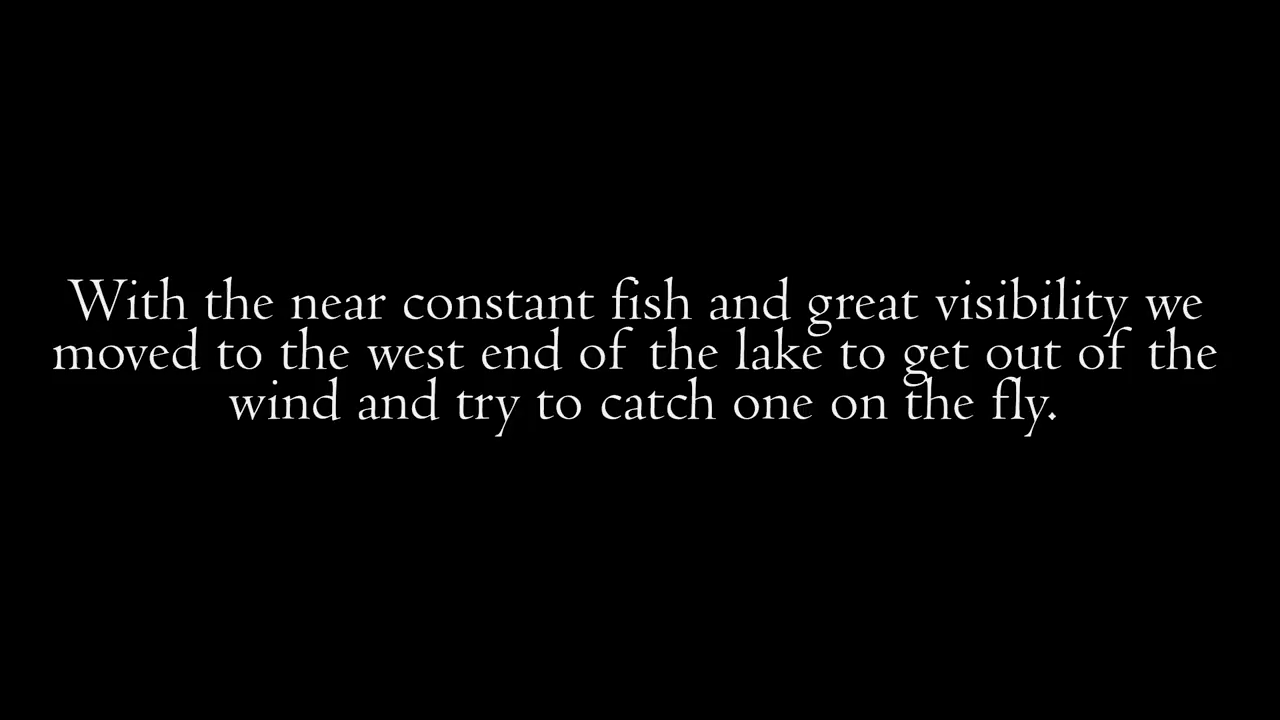 With the near constant fish and great visibility we
moved to the west end of the lake to get out of the
wind and try to catch one on the fly.